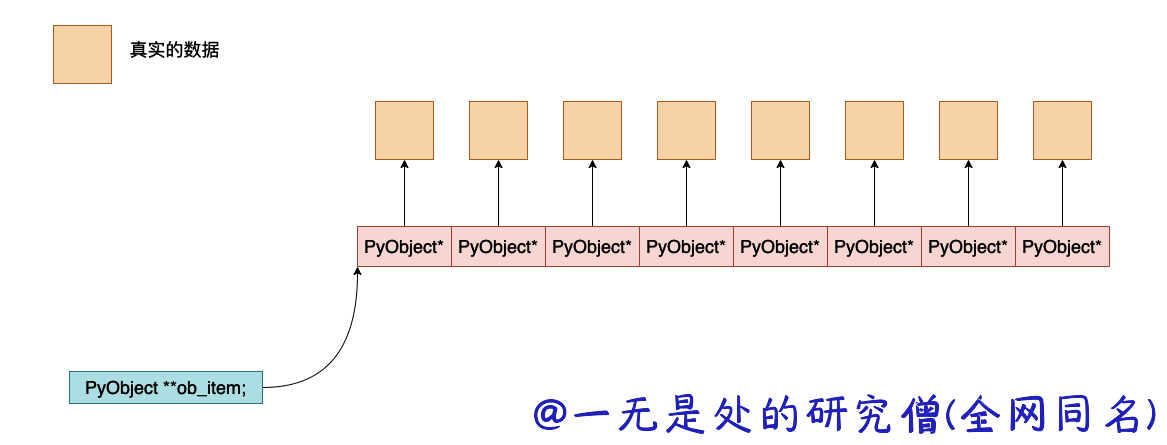 真实的数据
PyObject* PyObject* PyObject* PyObject* PyObject* PyObject* PyObject* PyObject*
PyObject **ob_item;
@一无是处的研究僧(全网同名)